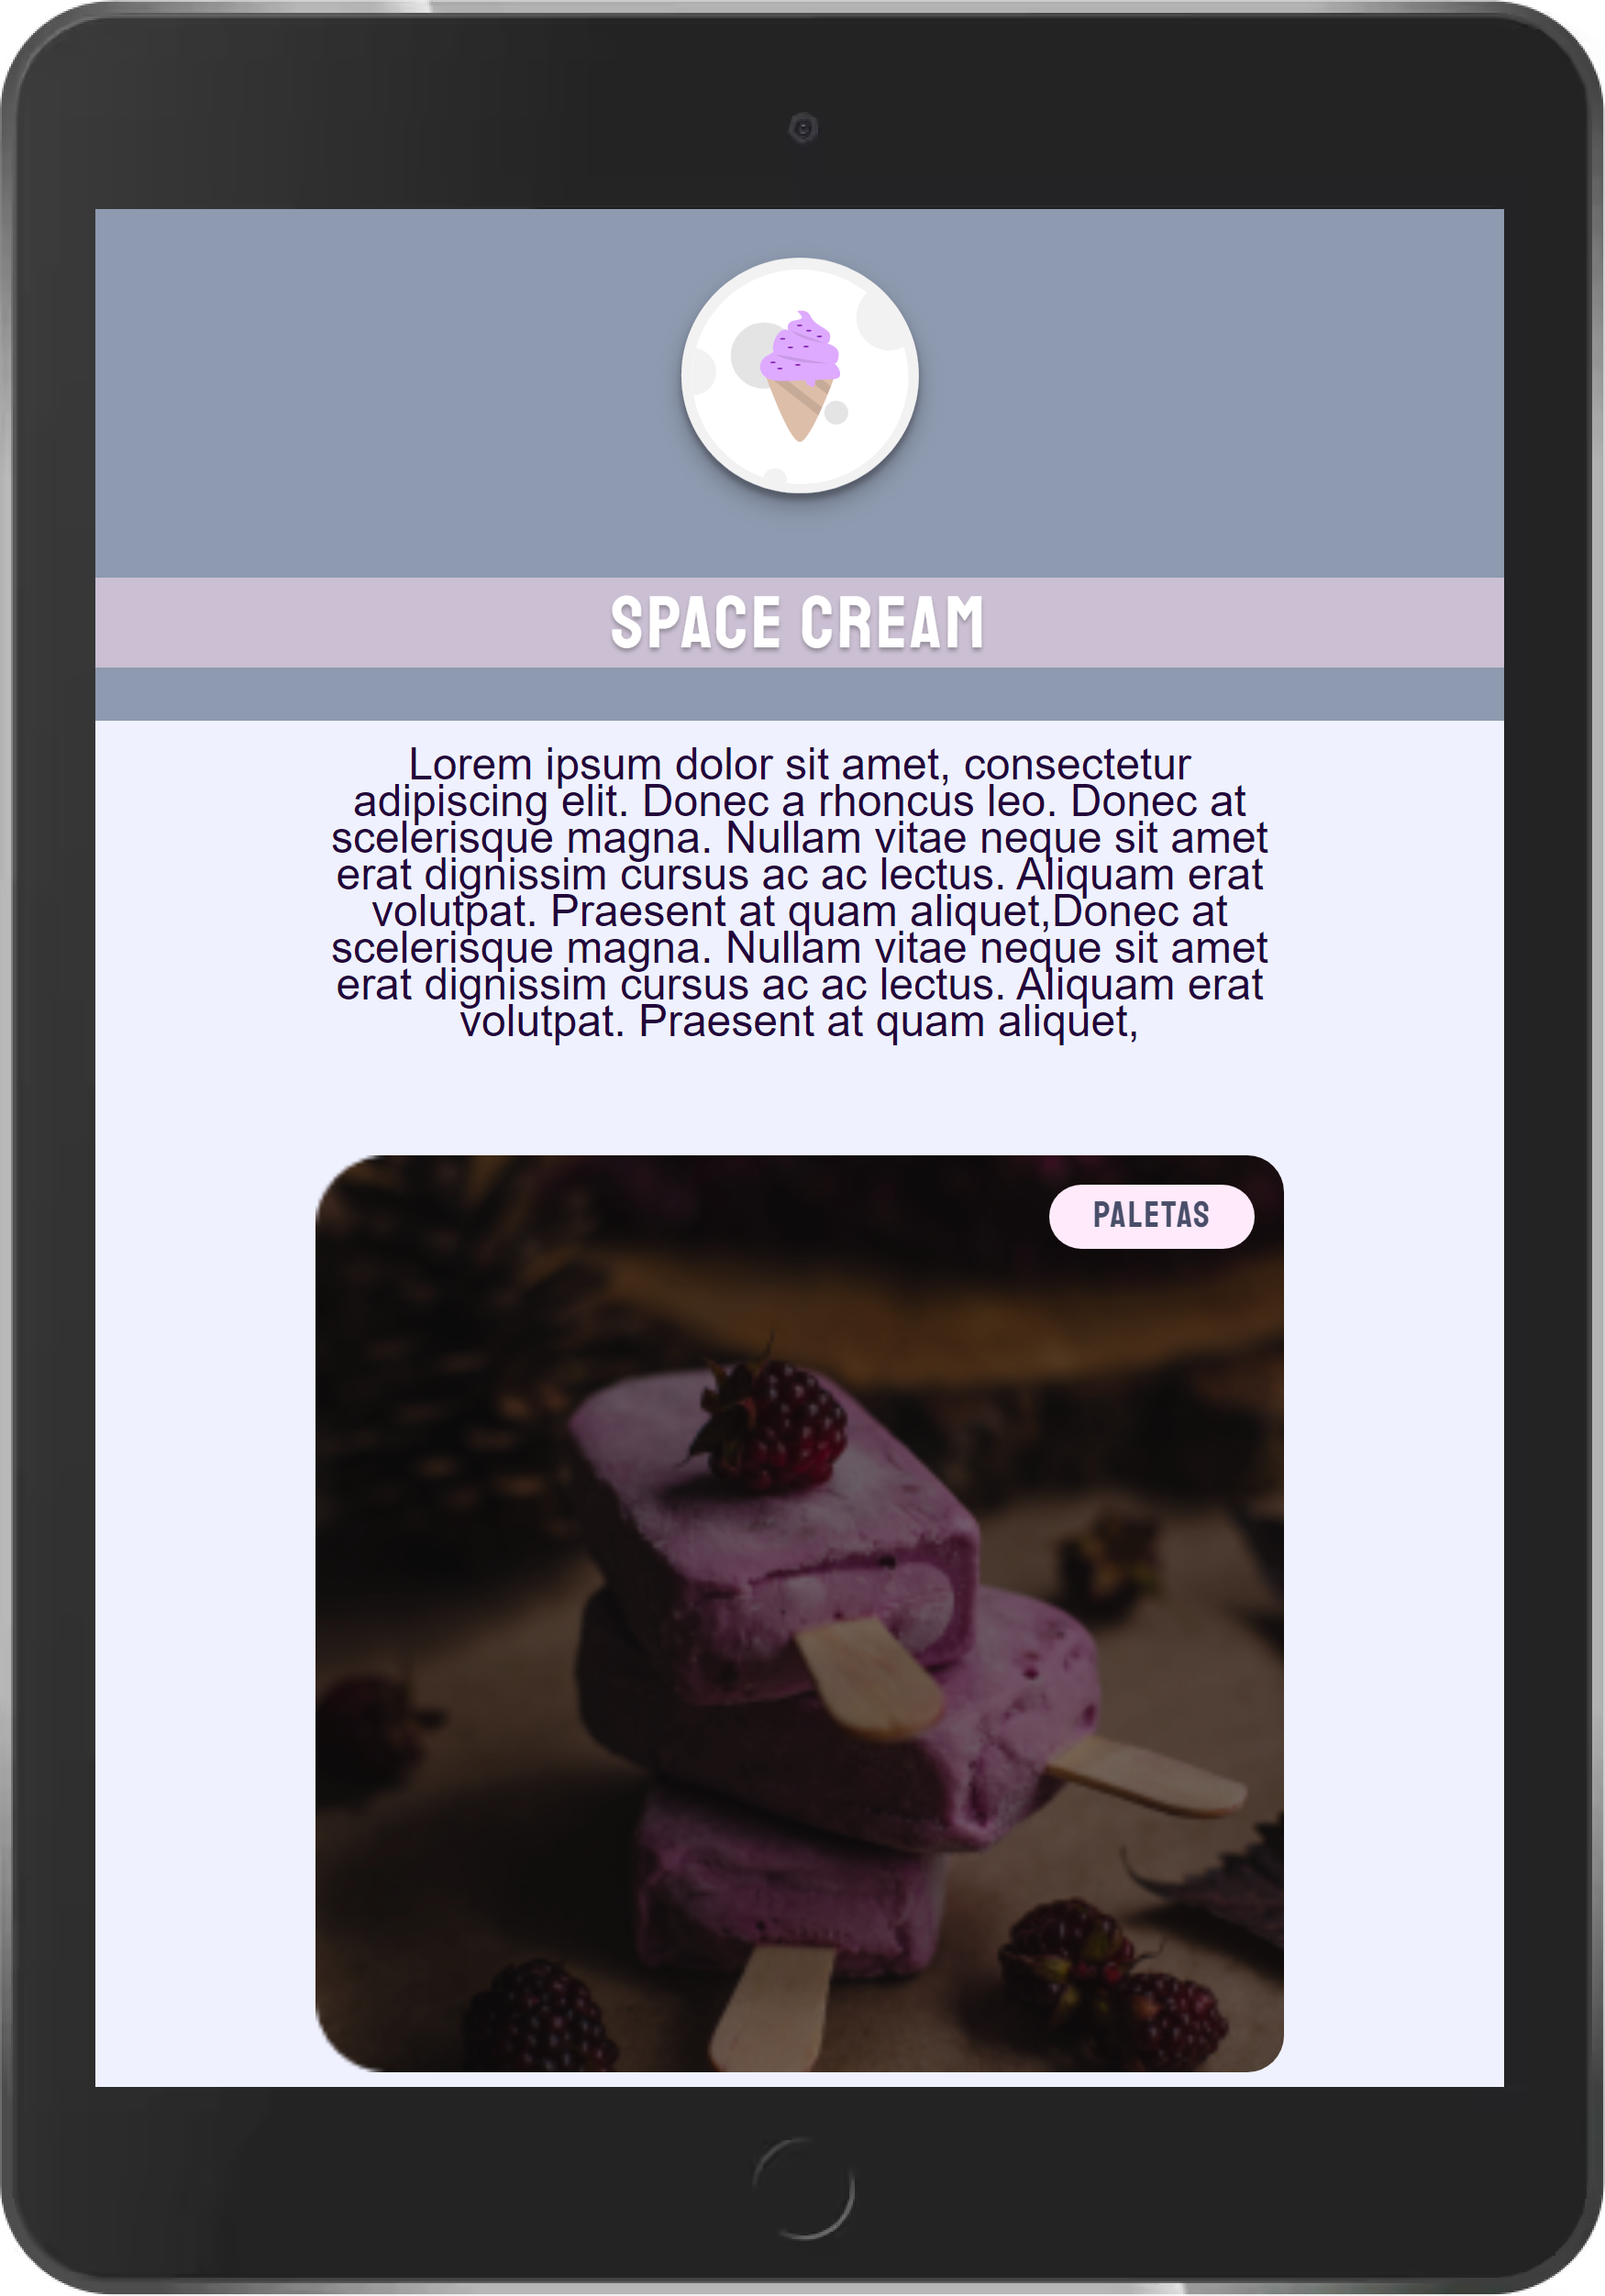 SPACE CREAM
Lorem ipsum dolor sit amet, consectetur
adipiscing elit. Donec a rhoncus leo. Donec at
scelerisque magna. Nullam vitae neque sit amet
erat dignissim cursus ac ac lectus. Aliquam erat
volutpat. Praesent at quam aliquet,Donec at
scelerisque magna. Nullam vitae neque sit amet
erat dignissim cursus ac ac lectus. Aliquam erat
volutpat. Praesent at quam aliquet,
PALETAS